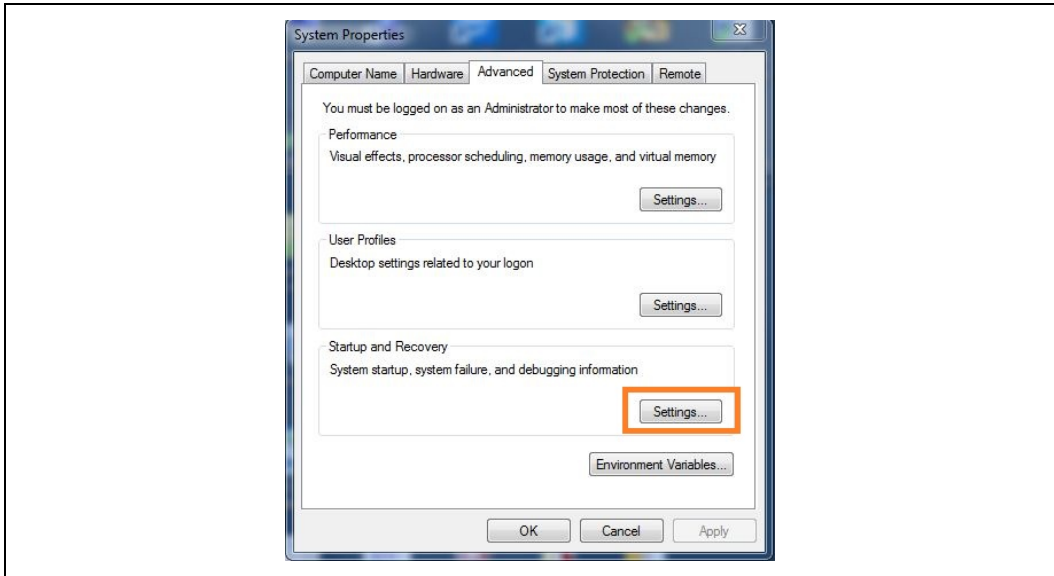 System Properties
Computer Name Hardware Advanced System Protection Remote
You must be logged on as an Administrator to make most of these changes.
Performance
Visual effects, processor scheduling, memory usage, and virtual memory
Settings...
User Profiles
Desktop settings related to your logon
Settings...
Startup and Recovery
System startup, system failure, and debugging information
Settings...
Environment Variables...
OK Cancel Apply